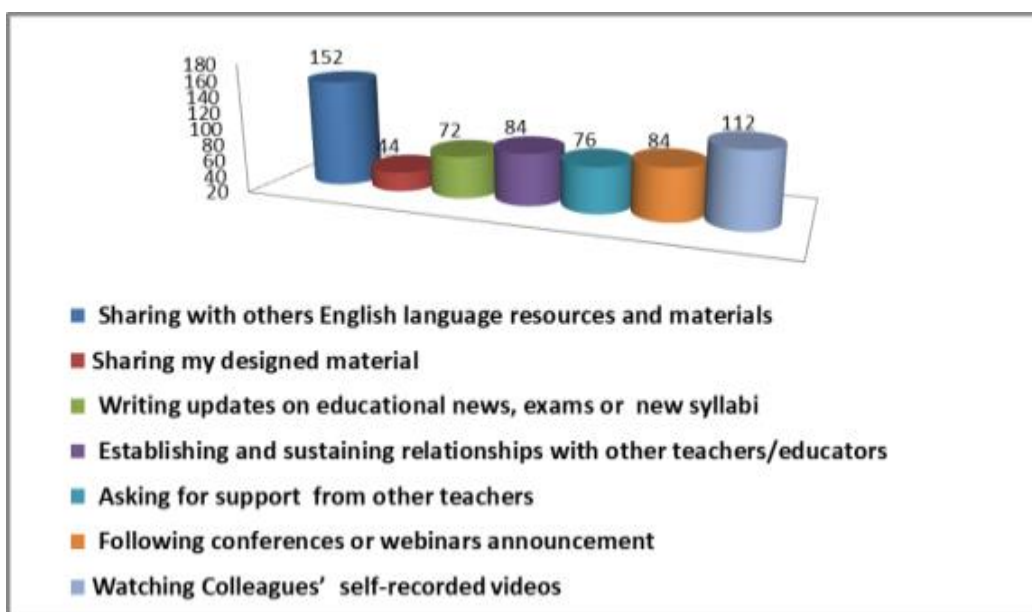 180
160
140
120
100
80
60
40
20
152
44
72
84
76
84
112
Sharing with others English language resources and materials
Sharing my designed material
Writing updates on educational news, exams or new syllabi
Establishing and sustaining relationships with other teachers/educators
Asking for support from other teachers
Following conferences or webinars announcement
Watching Colleagues’ self-recorded videos